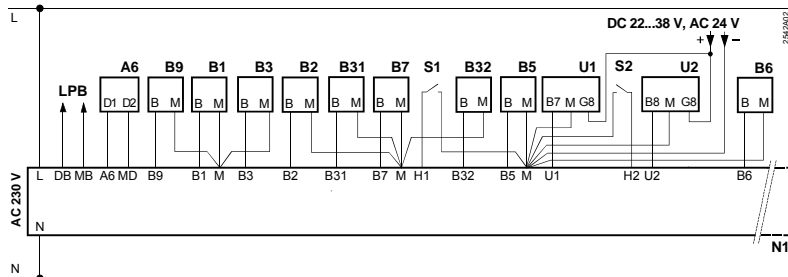 L
DC 22...38 V, AC 24 V
+ −
2542A02
LPB A6 B9 B1 B3 B2 B31 B7 S1 B32 B5 U1 S2 U2 B6
D1 D2 B M B M B M B M B M B M B M B M B7 M G8 B8 M G8 B M
L DB MB A6 MD B9 B1 M B3 B2 B31 B7 M H1 B32 B5 M U1 H2 U2 B6
AC 230 V
N
N1
N